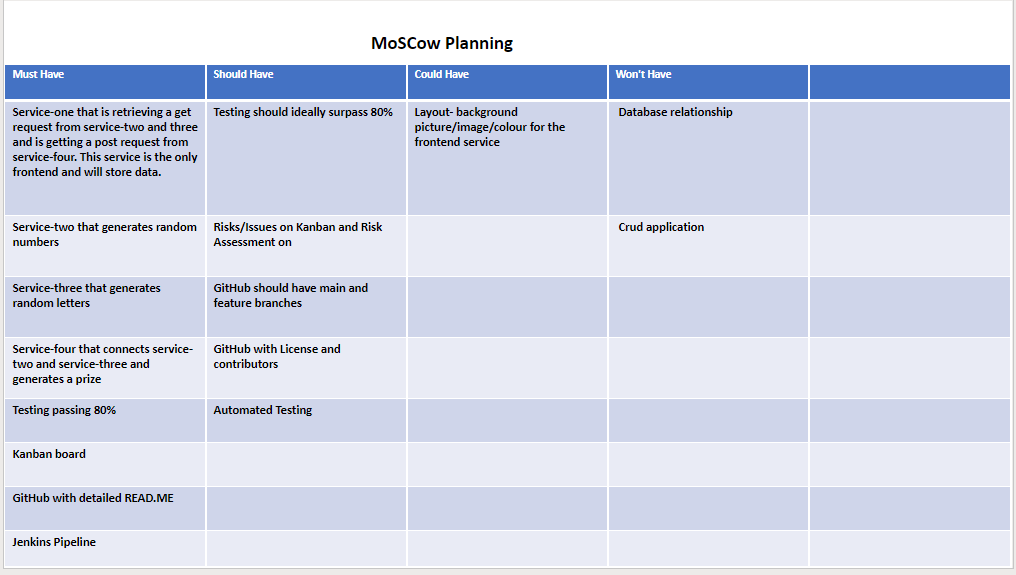 MoSCow Planning
Must Have
Should Have
Could Have
Won't Have
Service-one that is retrieving a get
request from service-two and three
and is getting a post request from
service-four. This service is the only
frontend and will store data.
Testing should ideally surpass 80%
Layout- background
picture/image/colour for the
frontend service
Database relationship
Service-two that generates random
numbers
Risks/Issues on Kanban and Risk
Assessment on
Crud application
Service-three that generates
random letters
GitHub should have main and
feature branches
Service-four that connects service-
two and service-three and
generates a prize
GitHub with License and
contributors
Testing passing 80%
Automated Testing
Kanban board
GitHub with detailed READ.ME
Jenkins Pipeline